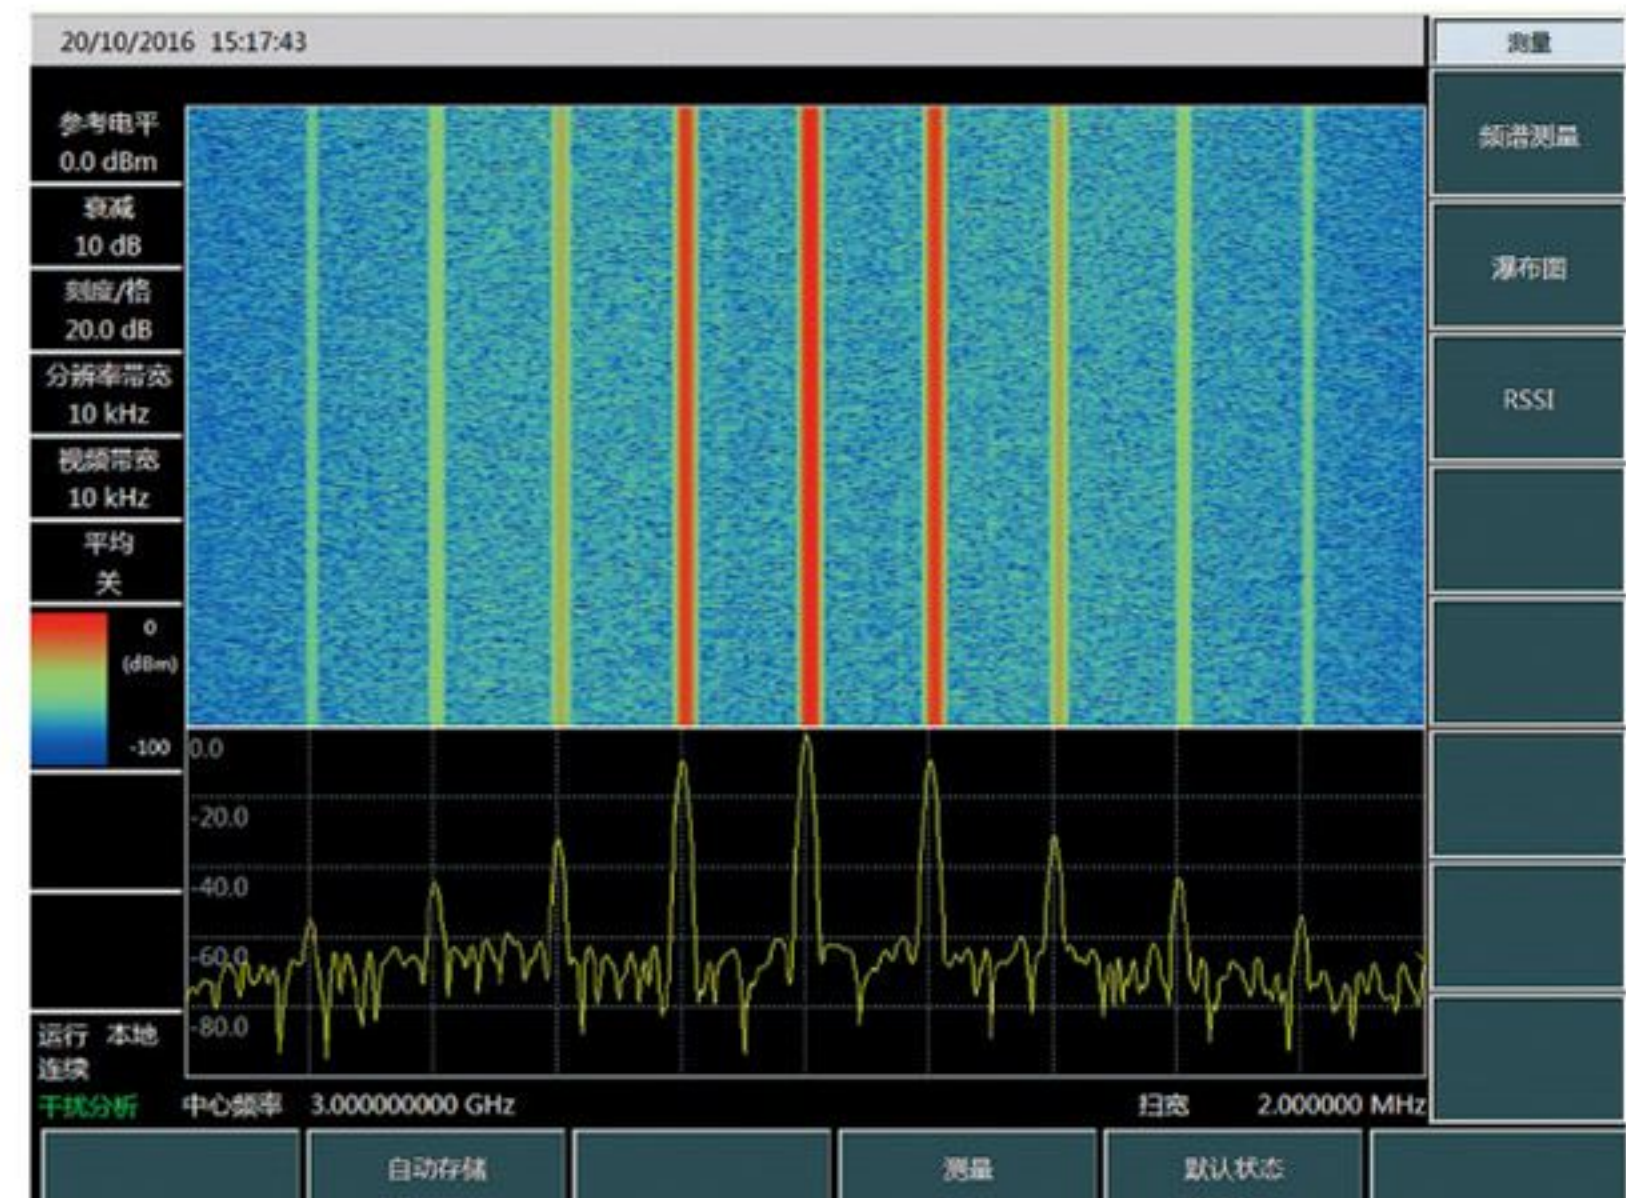 20/10/2016 15:17:43
测量
参考电平
0.0 dBm
衰减
10 dB
刻度/格
20.0 dB
分辨率带宽
10 kHz
视频带宽
10 kHz
平均
关
0
(dBm)
-100
0.0
-20.0
-40.0
-60.0
-80.0
运行 本地
连续
干扰分析
中心频率 3.000000000 GHz
扫宽 2.000000 MHz
频谱测量
瀑布图
RSSI
自动存储
测量
默认状态